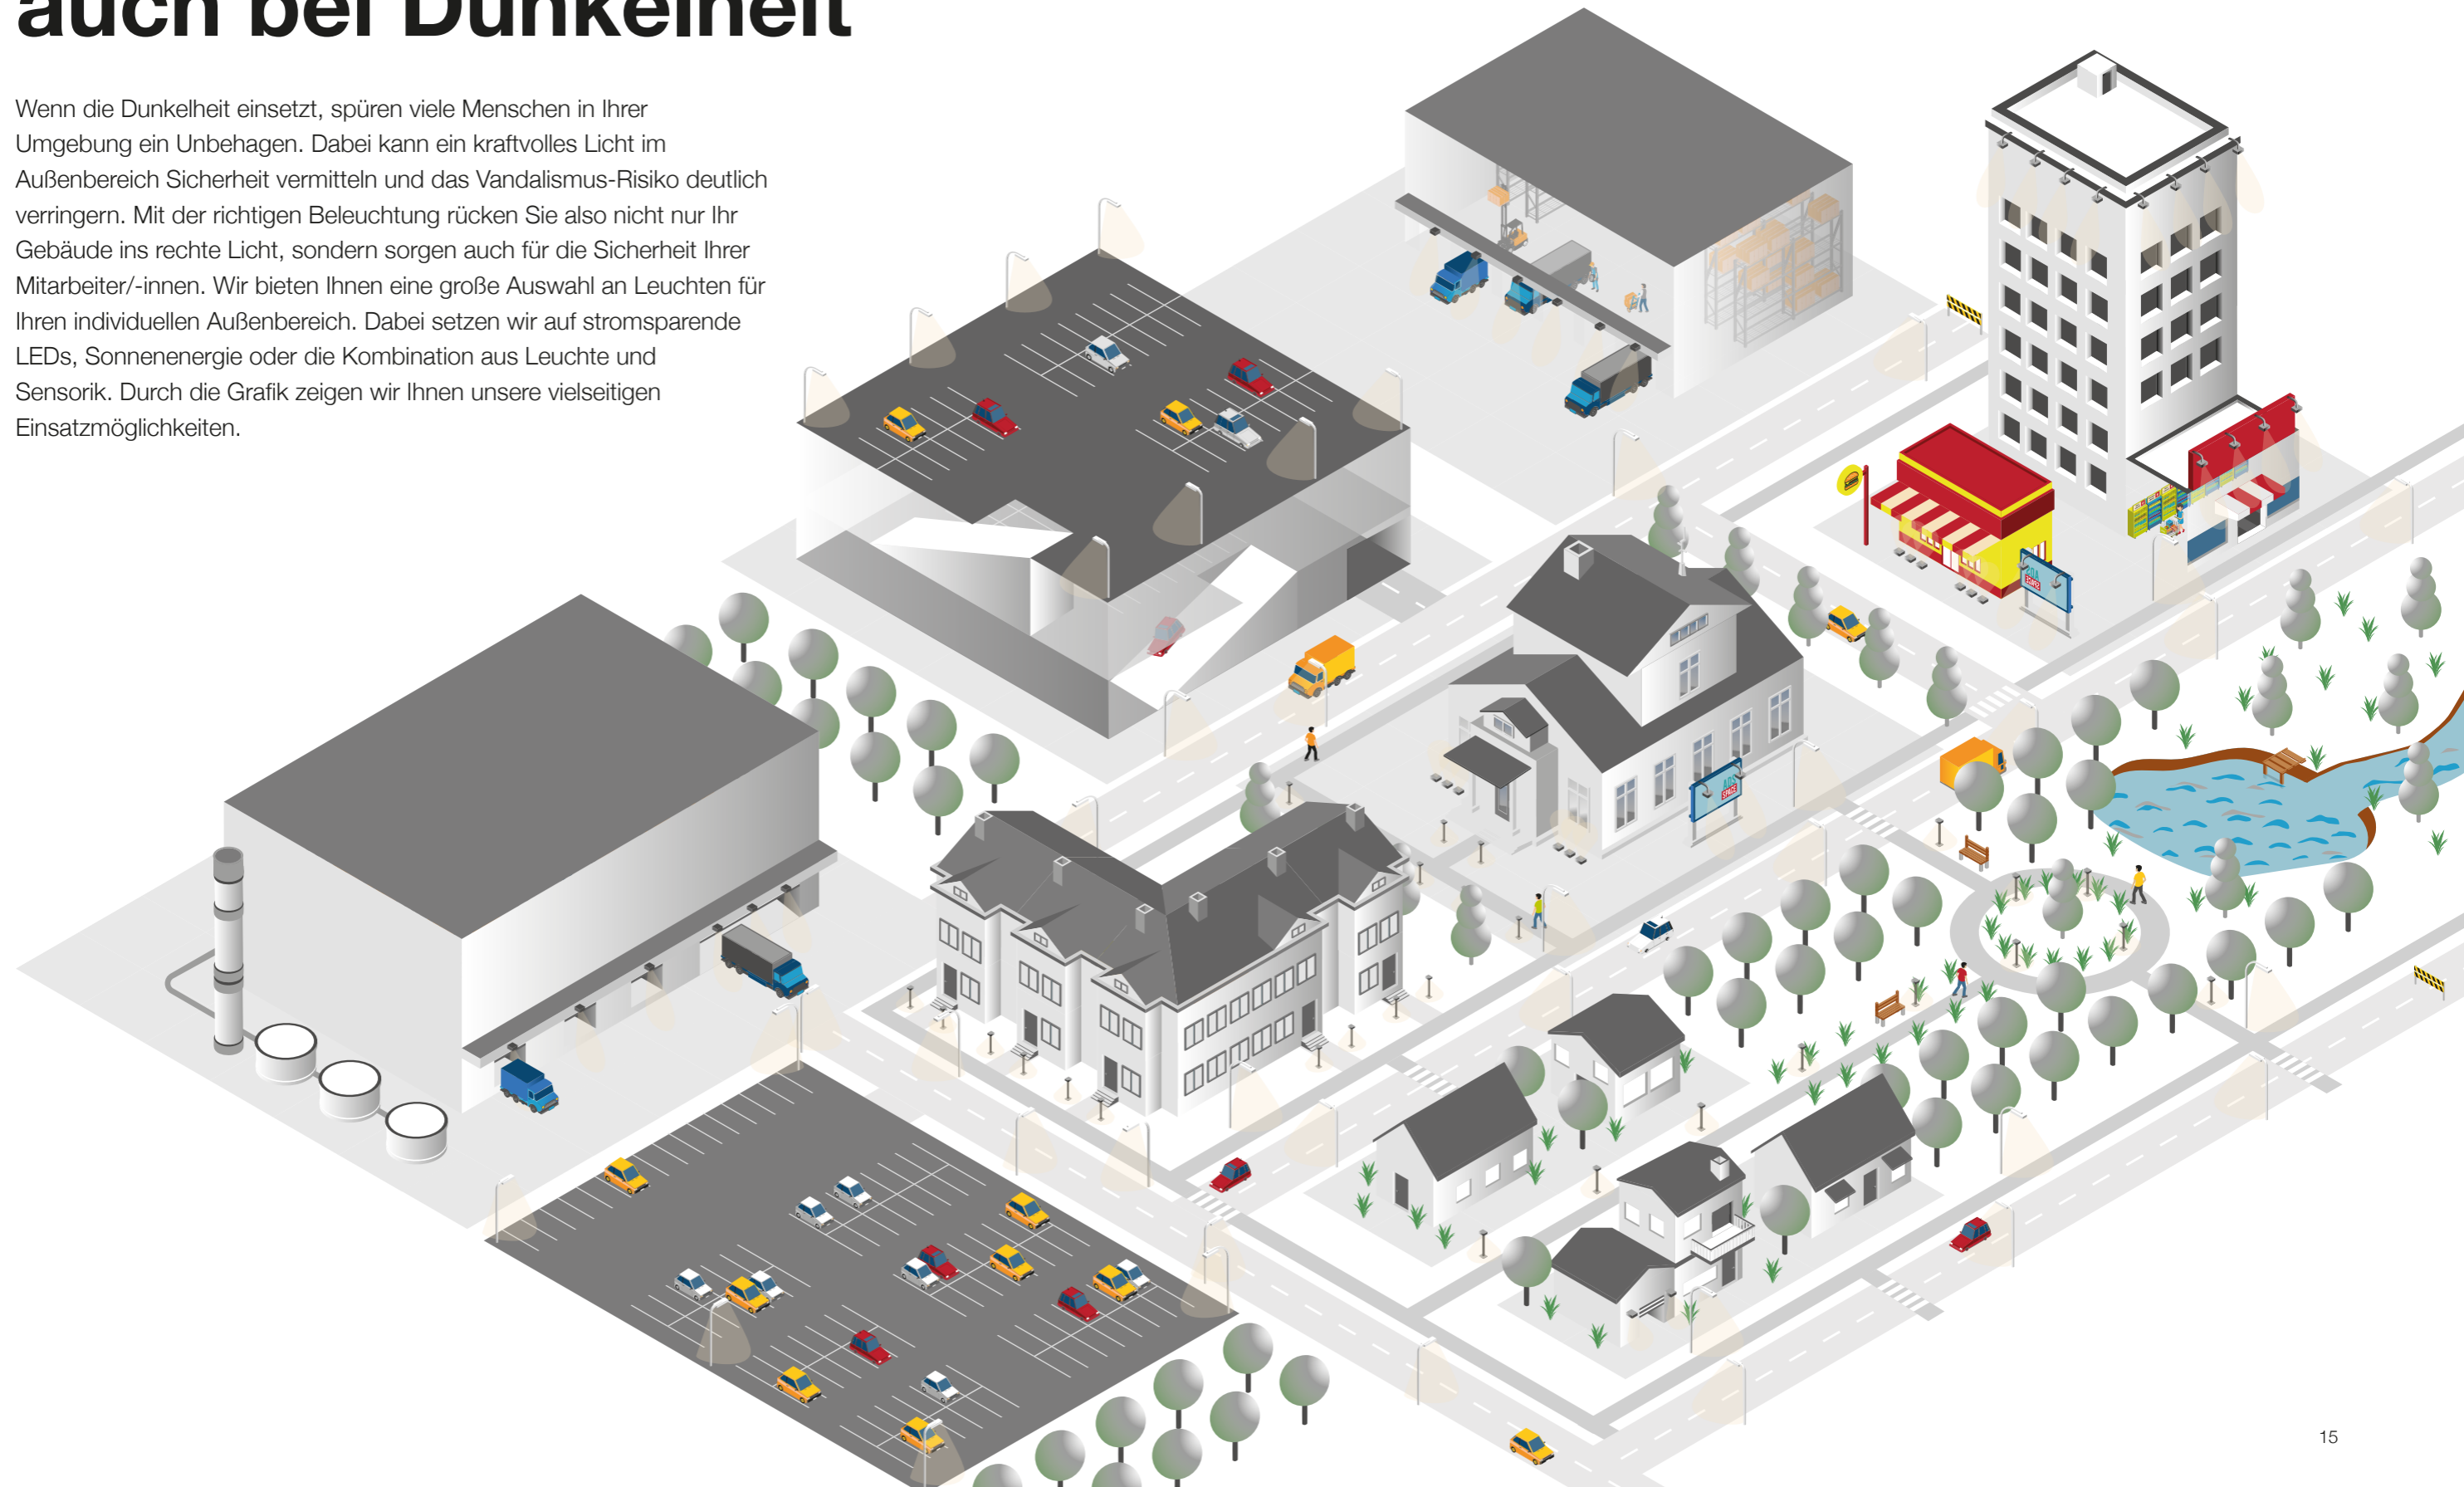 auch bei Dunkelheit
Wenn die Dunkelheit einsetzt, spüren viele Menschen in Ihrer
Umgebung ein Unbehagen. Dabei kann ein kraftvolles Licht im
Außenbereich Sicherheit vermitteln und das Vandalismus-Risiko deutlich
verringern. Mit der richtigen Beleuchtung rücken Sie also nicht nur Ihr
Gebäude ins rechte Licht, sondern sorgen auch für die Sicherheit Ihrer
Mitarbeiter/-innen. Wir bieten Ihnen eine große Auswahl an Leuchten für
Ihren individuellen Außenbereich. Dabei setzen wir auf stromsparende
LEDs, Sonnenenergie oder die Kombination aus Leuchte und
Sensorik. Durch die Grafik zeigen wir Ihnen unsere vielseitigen
Einsatzmöglichkeiten.
ADS
SPACE
15